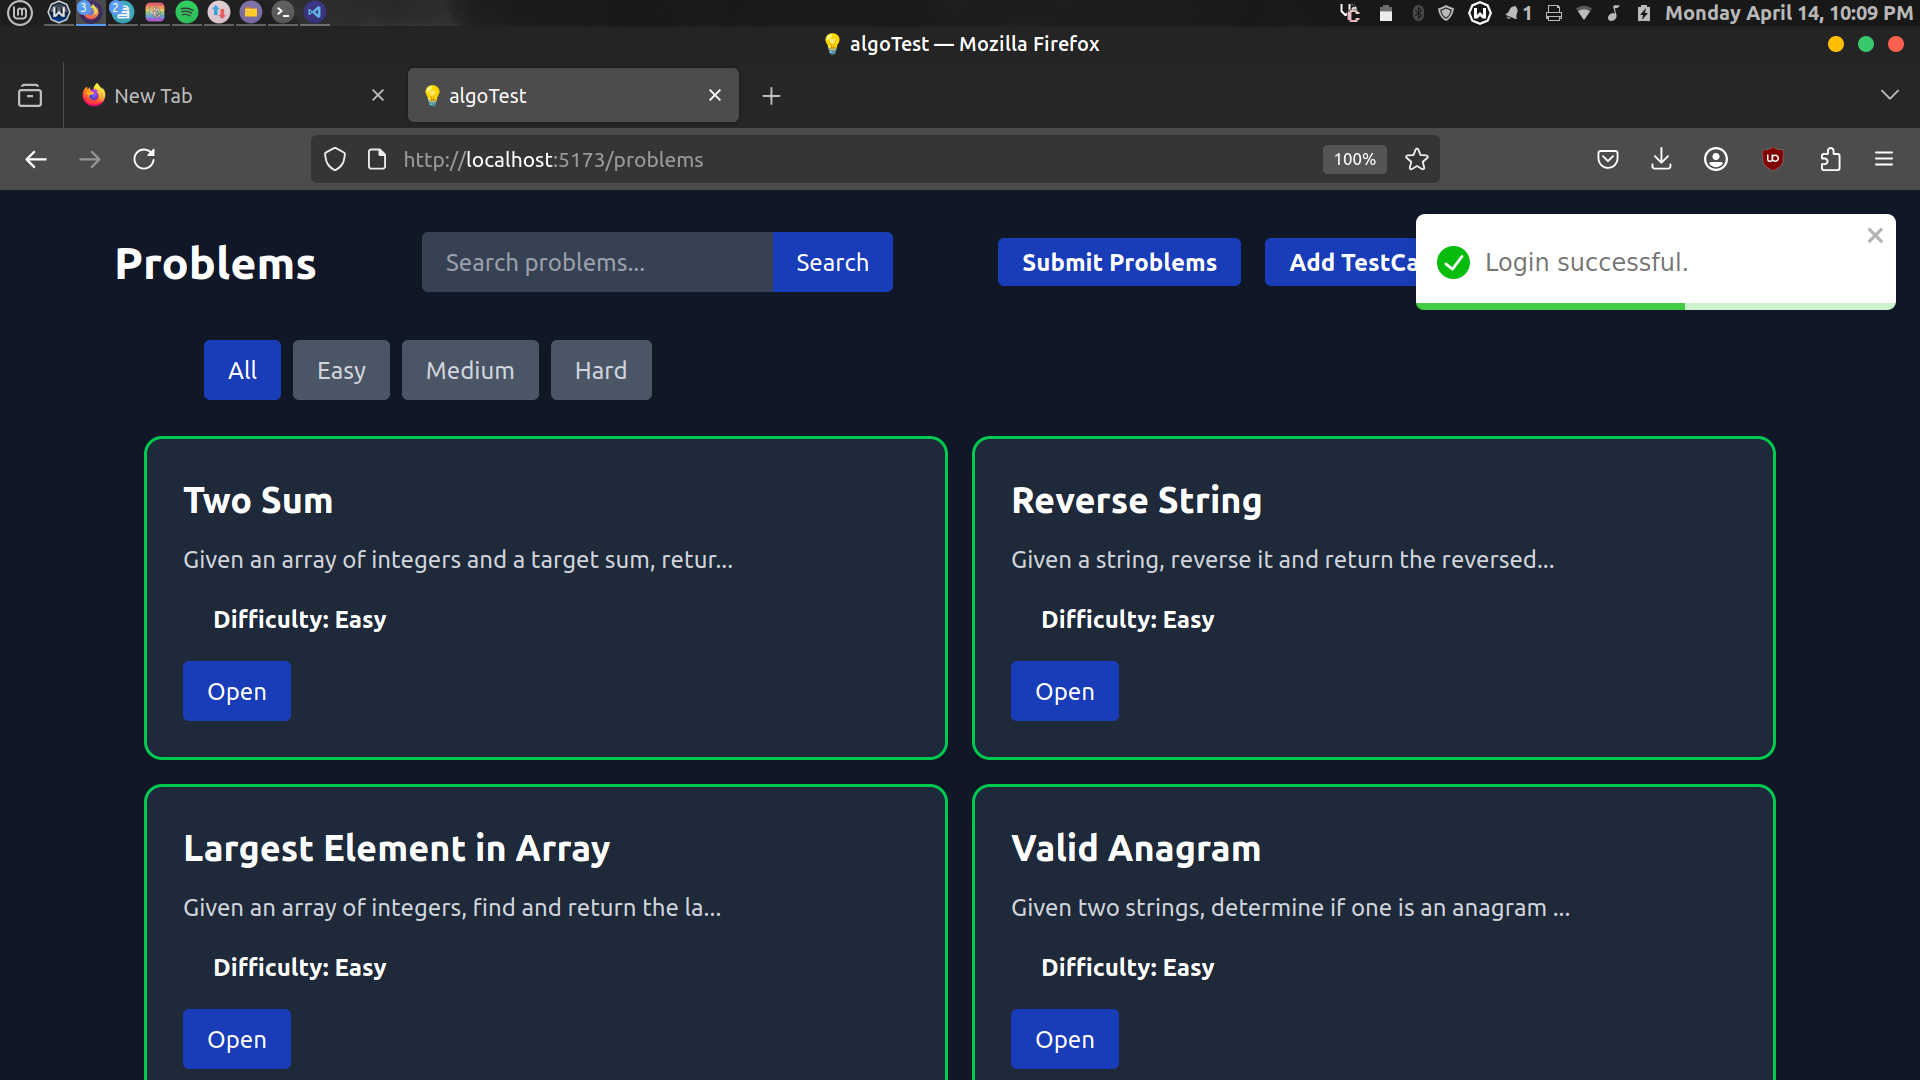 3
2
1
Monday April 14, 10:09 PM
algoTest — Mozilla Firefox
New Tab
algoTest
http://localhost:5173/problems
100%
Problems
Search problems...
Search
Submit Problems
Add TestCa
Login successful.
All
Easy
Medium
Hard
Two Sum
Given an array of integers and a target sum, retur...
Difficulty: Easy
Open
Reverse String
Given a string, reverse it and return the reversed...
Difficulty: Easy
Open
Largest Element in Array
Given an array of integers, find and return the la...
Difficulty: Easy
Open
Valid Anagram
Given two strings, determine if one is an anagram ...
Difficulty: Easy
Open